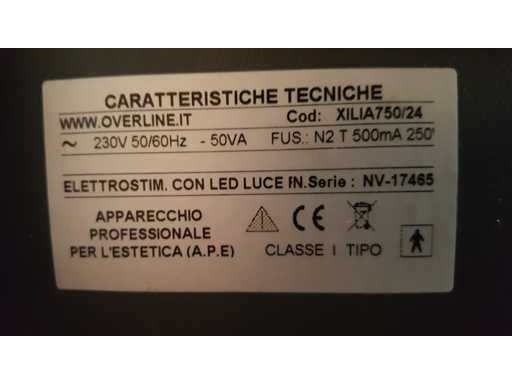 CARATTERISTICHE TECNICHE
WWW.OVERLINE.IT Cod: XILIA750/24
~ 230V 50/60Hz - 50VA FUS.: N2 T 500mA 250'
ELETTROSTIM. CON LED LUCE fN.Serie : NV-17465
APPARECCHIO
PROFESSIONALE
PER L'ESTETICA (A.P.E)
CE
CLASSE I TIPO